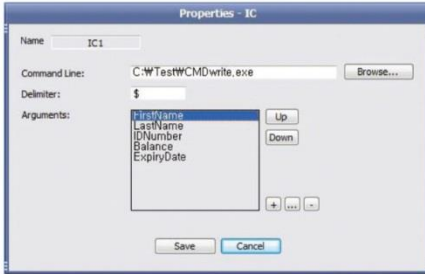 Properties - IC
Name IC1
Command Line: C:₩Test₩CMDwrite,exe Browse...
Delimiter: $
Arguments: FirstName Up
LastName
IDNumber Down
Balance
ExpiryDate
+ ... -
Save Cancel